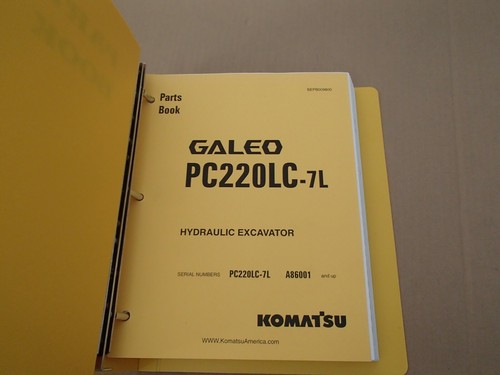 Parts
Book
GALEO
PC220LC-7L
HYDRAULIC EXCAVATOR
SERIAL NUMBERS PC220LC-7L A86001 and up
KOMATSU
WWW.KomatsuAmerica.com